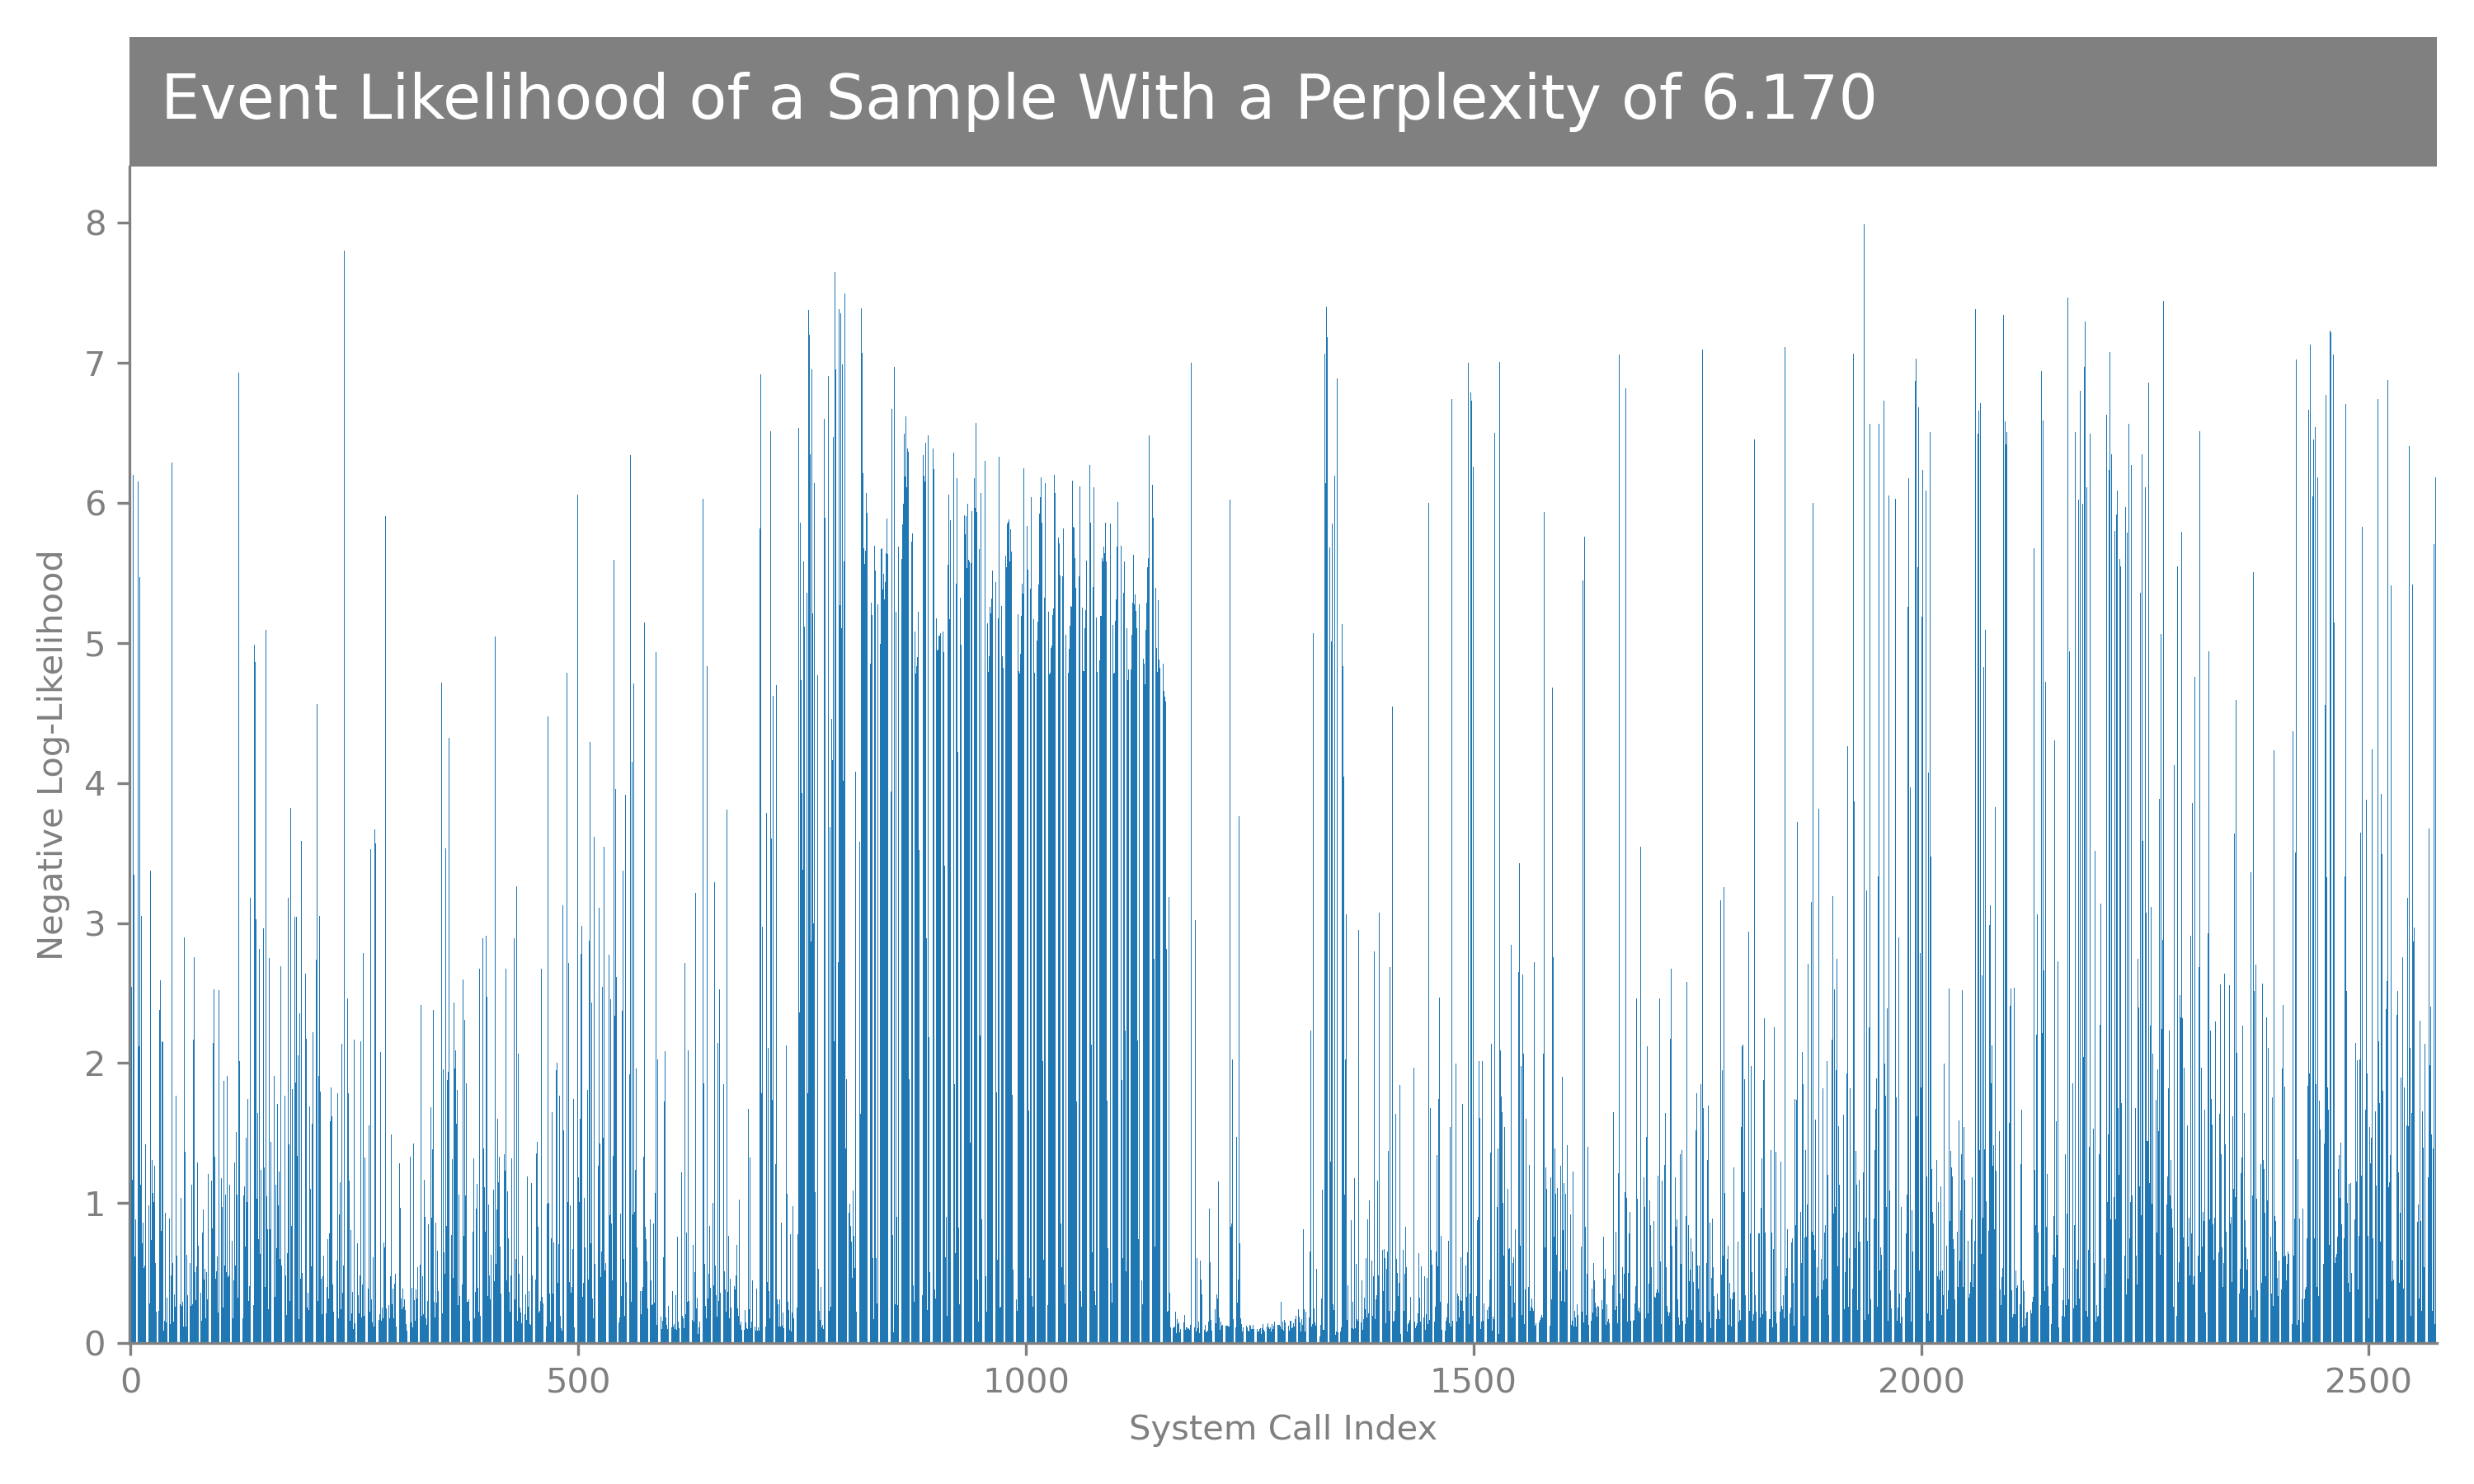 Event Likelihood of a Sample With a Perplexity of 6.170
8
7
6
5
4
3
2
1
0
Negative Log-Likelihood
0 500 1000 1500 2000 2500
System Call Index